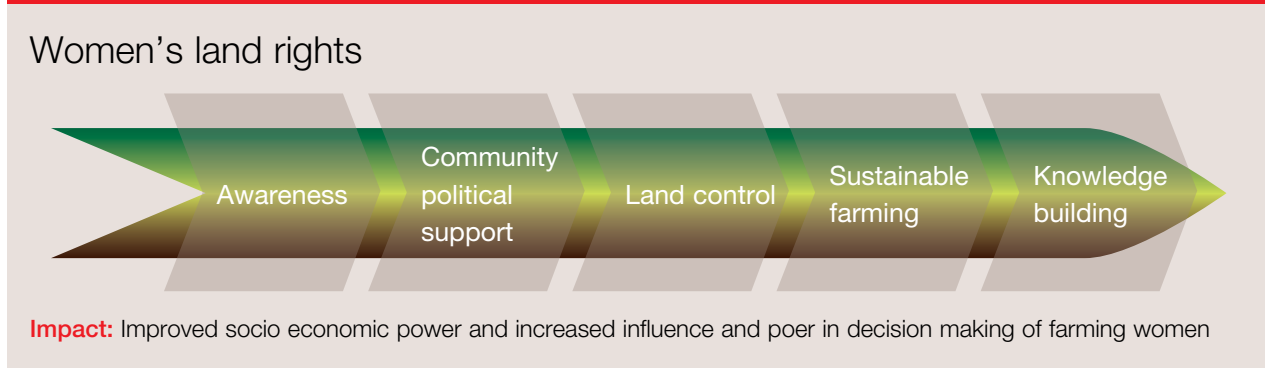 Women’s land rights
Awareness
Community
political
support
Land control
Sustainable
farming
Knowledge
building
Impact: Improved socio economic power and increased influence and poer in decision making of farming women